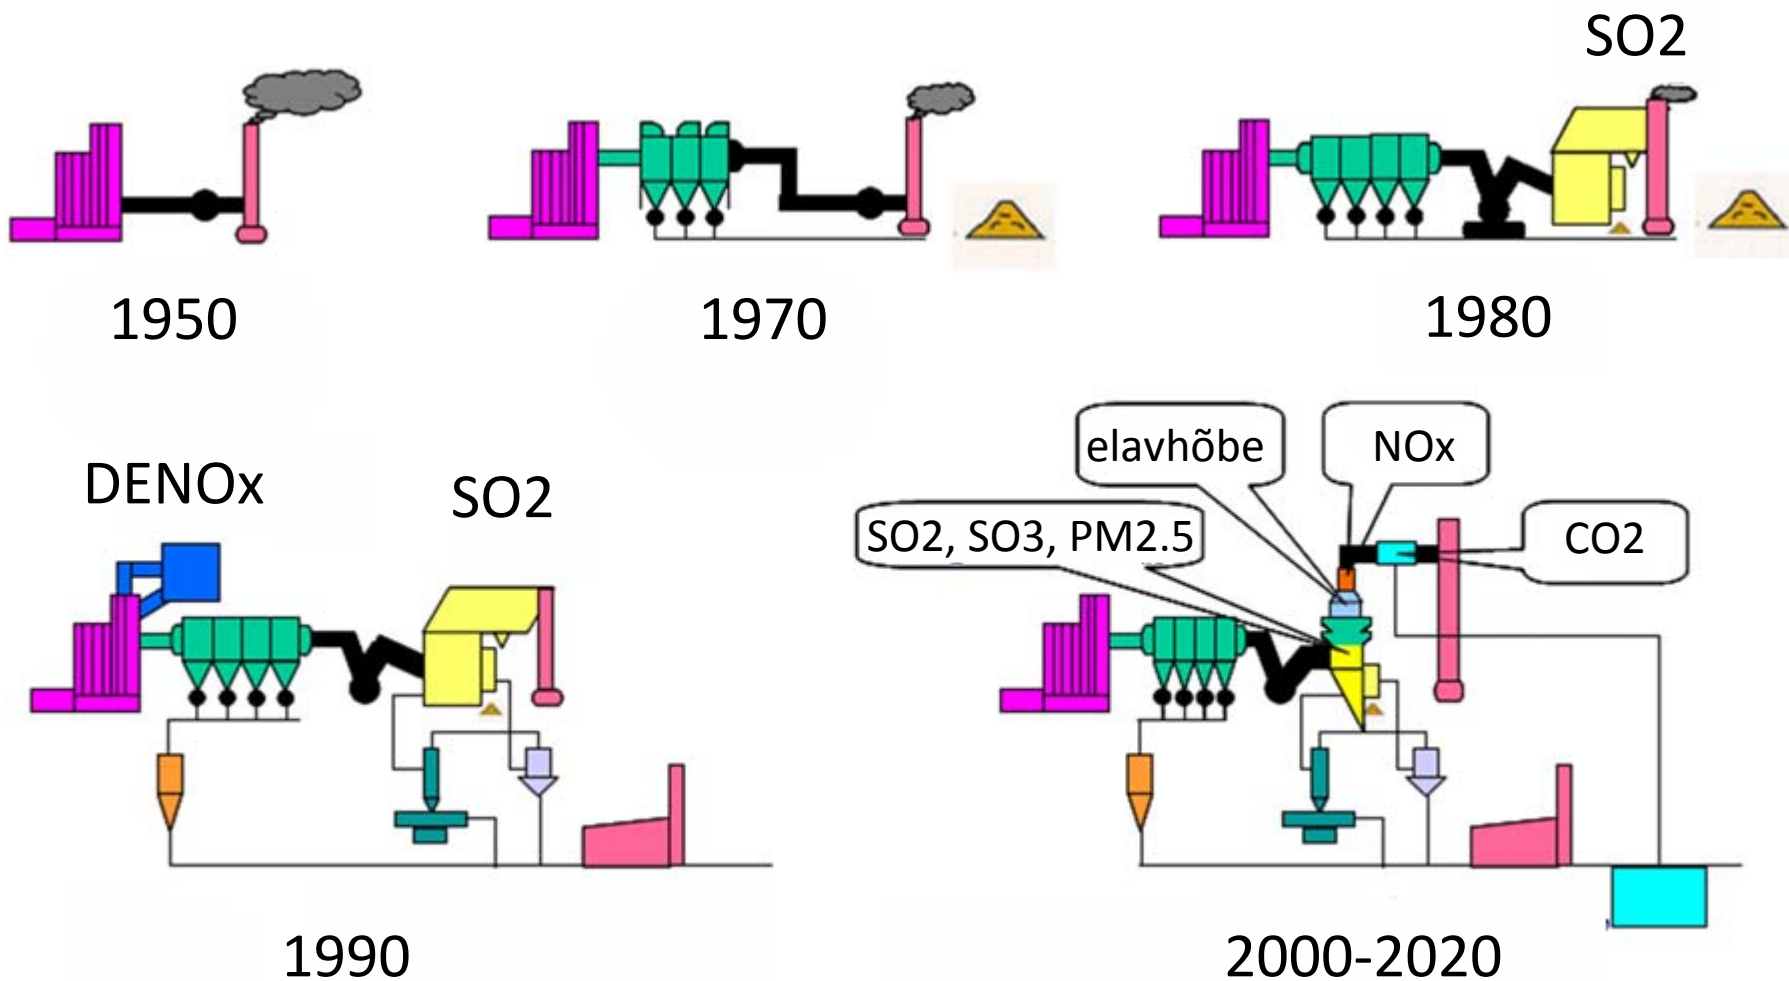 SO2
1950
1970
1980
DENOx
SO2
elavhõbe
NOx
SO2, SO3, PM2.5
CO2
1990
2000-2020